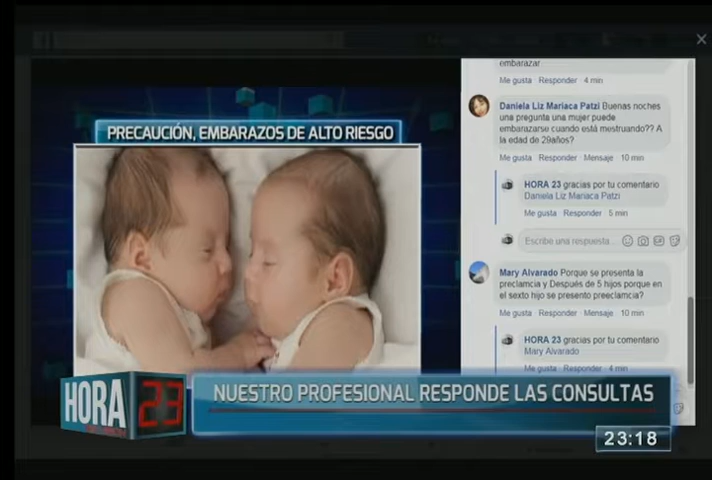 embarazar
Me gusta Responder 4 min
PRECAUCIÓN, EMBARAZOS DE ALTO RIESGO
Daniela Liz Mariaca Patzi Buenas noches
una pregunta una mujer puede
embarazarse cuando está mestruando?? A
la edad de 29años?
Me gusta Responder Mensaje 10 min
HORA 23 gracias por tu comentario
Daniela Liz Mariaca Patzi
Me gusta Responder 5 min
Escribe una respuesta...
Mary Alvarado Porque se presenta la
preclamcia y Después de 5 hijos porque en
el sexto hijo se presento preeclamcia?
Me gusta Responder Mensaje 10 min
HORA 23 gracias por tu comentario
Mary Alvarado
Me gusta Responder 4 min
HORA 23
NUESTRO PROFESIONAL RESPONDE LAS CONSULTAS
23:18